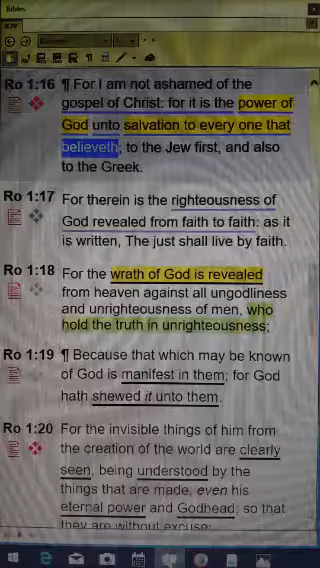 Bibles
KJV
Ro 1:16 ¶ For I am not ashamed of the
gospel of Christ: for it is the power of
God unto salvation to every one that
believeth; to the Jew first, and also
to the Greek.
Ro 1:17 For therein is the righteousness of
God revealed from faith to faith: as it
is written, The just shall live by faith.
Ro 1:18 For the wrath of God is revealed
from heaven against all ungodliness
and unrighteousness of men, who
hold the truth in unrighteousness;
Ro 1:19 ¶ Because that which may be known
of God is manifest in them; for God
hath shewed it unto them.
Ro 1:20 For the invisible things of him from
the creation of the world are clearly
seen, being understood by the
things that are made, even his
eternal power and Godhead; so that
they are without excuse: